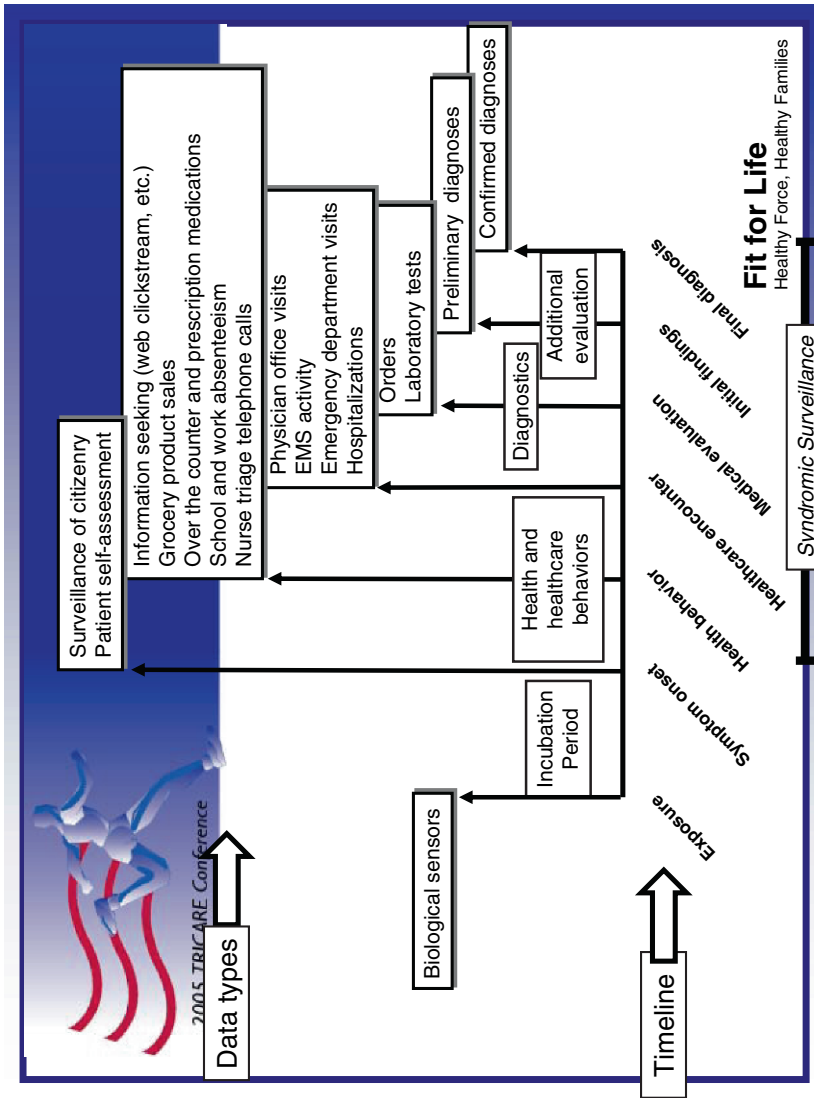 2005 TRICARE Conference
Data types
Surveillance of citizenry
Patient self-assessment
Information seeking (web clickstream, etc.)
Grocery product sales
Over the counter and prescription medications
School and work absenteeism
Nurse triage telephone calls
Physician office visits
EMS activity
Emergency department visits
Hospitalizations
Orders
Laboratory tests
Preliminary diagnoses
Confirmed diagnoses
Biological sensors
Incubation
Period
Health and
healthcare
behaviors
Diagnostics
Additional
evaluation
Timeline
Exposure
Symptom onset
Health behavior
Healthcare encounter
Medical evaluation
Initial findings
Final diagnosis
Fit for Life
Healthy Force, Healthy Families
Syndromic Surveillance